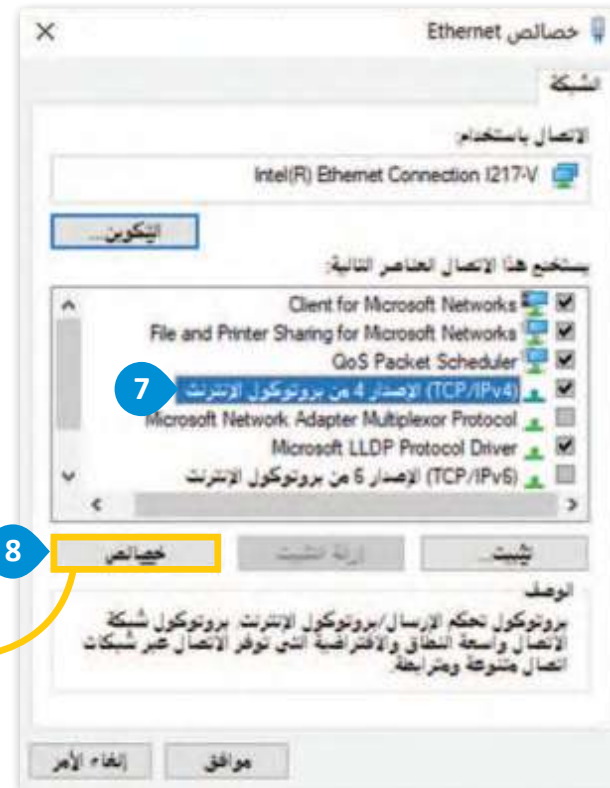 خصائص Ethernet
الشبكة
الاتصال باستخدام:
Intel(R) Ethernet Connection I217-V
التكوين...
يستخدم هذا الاتصال العناصر التالية:
Client for Microsoft Networks
File and Printer Sharing for Microsoft Networks
QoS Packet Scheduler
7
(TCP/IPv4) الإصدار 4 من بروتوكول الإنترنت
Microsoft Network Adapter Multiplexor Protocol
Microsoft LLDP Protocol Driver
(TCP/IPv6) الإصدار 6 من بروتوكول الإنترنت
تثبيت...
إزالة التثبيت
خصائص
8
الوصف
بروتوكول تحكم الإرسال/بروتوكول الإنترنت. بروتوكول شبكة
الاتصال واسعة النطاق والافتراضية التي توفر الاتصال عبر شبكات
اتصال متنوعة ومترابطة.
موافق
إلغاء الأمر